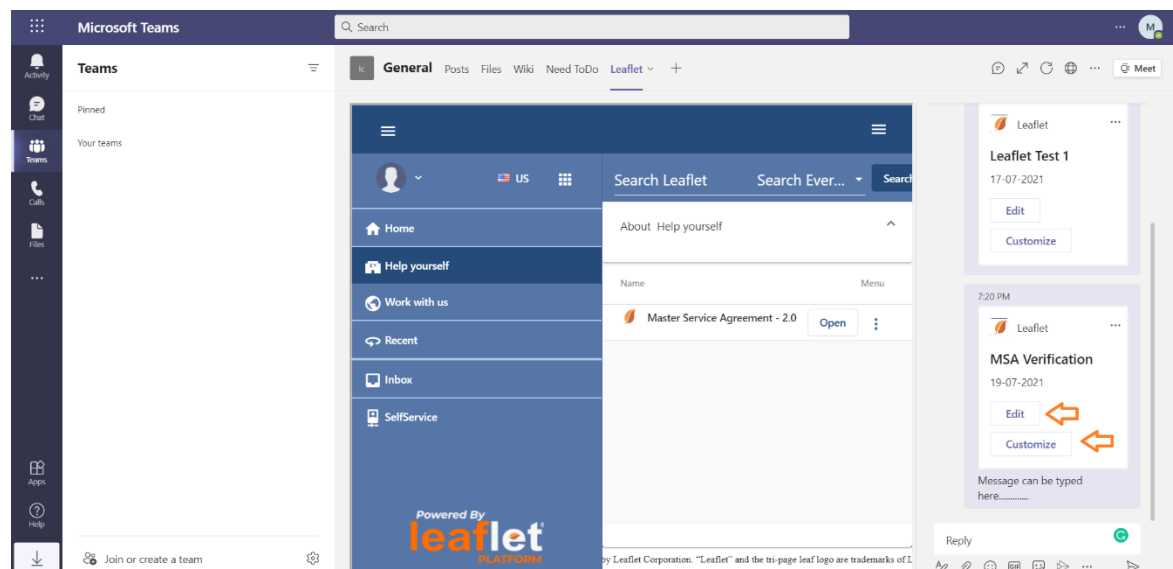 Microsoft Teams
Search
M
Activity
Chat
Teams
Calls
Files
Apps
Help
Teams
Pinned
Your teams
Join or create a team
General Posts Files Wiki Need ToDo Leaflet
Meet
US
Home
Help yourself
Work with us
Recent
Inbox
SelfService
Powered By
leaflet
PLATFORM
Search Leaflet Search Ever... Search
About Help yourself
Name Menu
Master Service Agreement - 2.0 Open
by Leaflet Corporation. “Leaflet” and the tri-page leaf logo are trademarks of L
Leaflet
Leaflet Test 1
17-07-2021
Edit
Customize
7:20 PM
Leaflet
MSA Verification
19-07-2021
Edit
Customize
Message can be typed
here.............
Reply
GIF